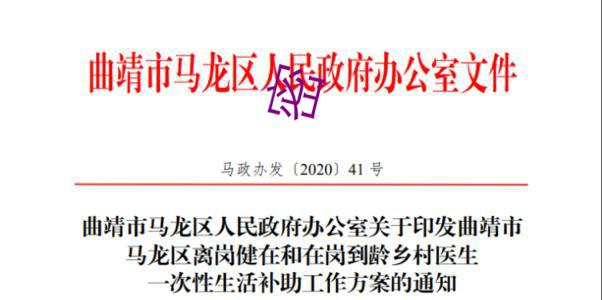 曲靖市马龙区人民政府办公室文件
密
马政办发〔2020〕41 号
曲靖市马龙区人民政府办公室关于印发曲靖市
马龙区离岗健在和在岗到龄乡村医生
一次性生活补助工作方案的通知